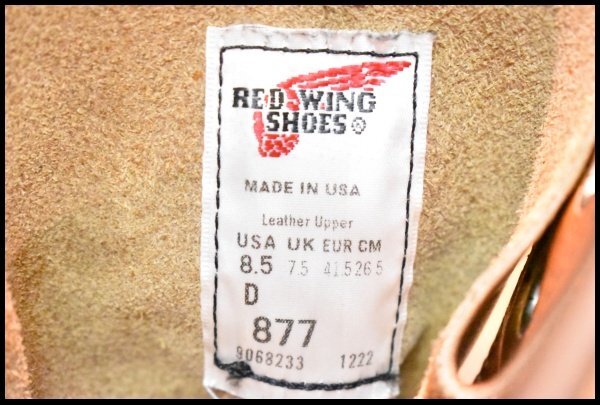 RED WING
SHOES®
MADE IN USA
Leather Upper
USA UK EUR CM
8.5 7.5 41.5 26.5
D
877
9068233 1222